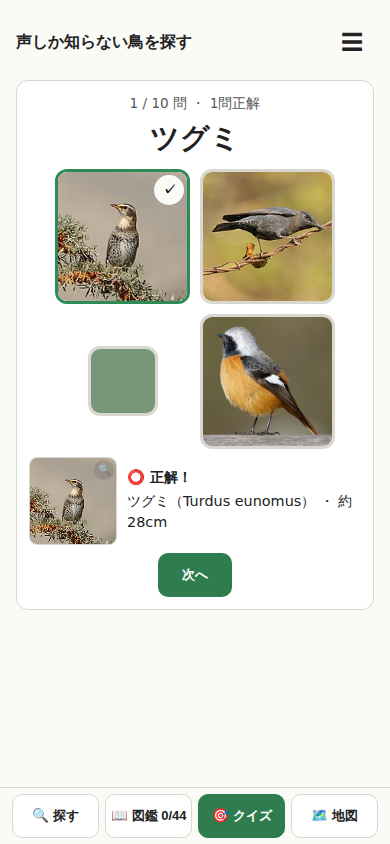 声しか知らない鳥を探す
☰
1 / 10 問 ・ 1問正解
ツグミ
✓
⭕ 正解！
ツグミ（Turdus eunomus） ・ 約
28cm
次へ
🔍 探す
📖 図鑑 0/44
🎯 クイズ
🗺️ 地図